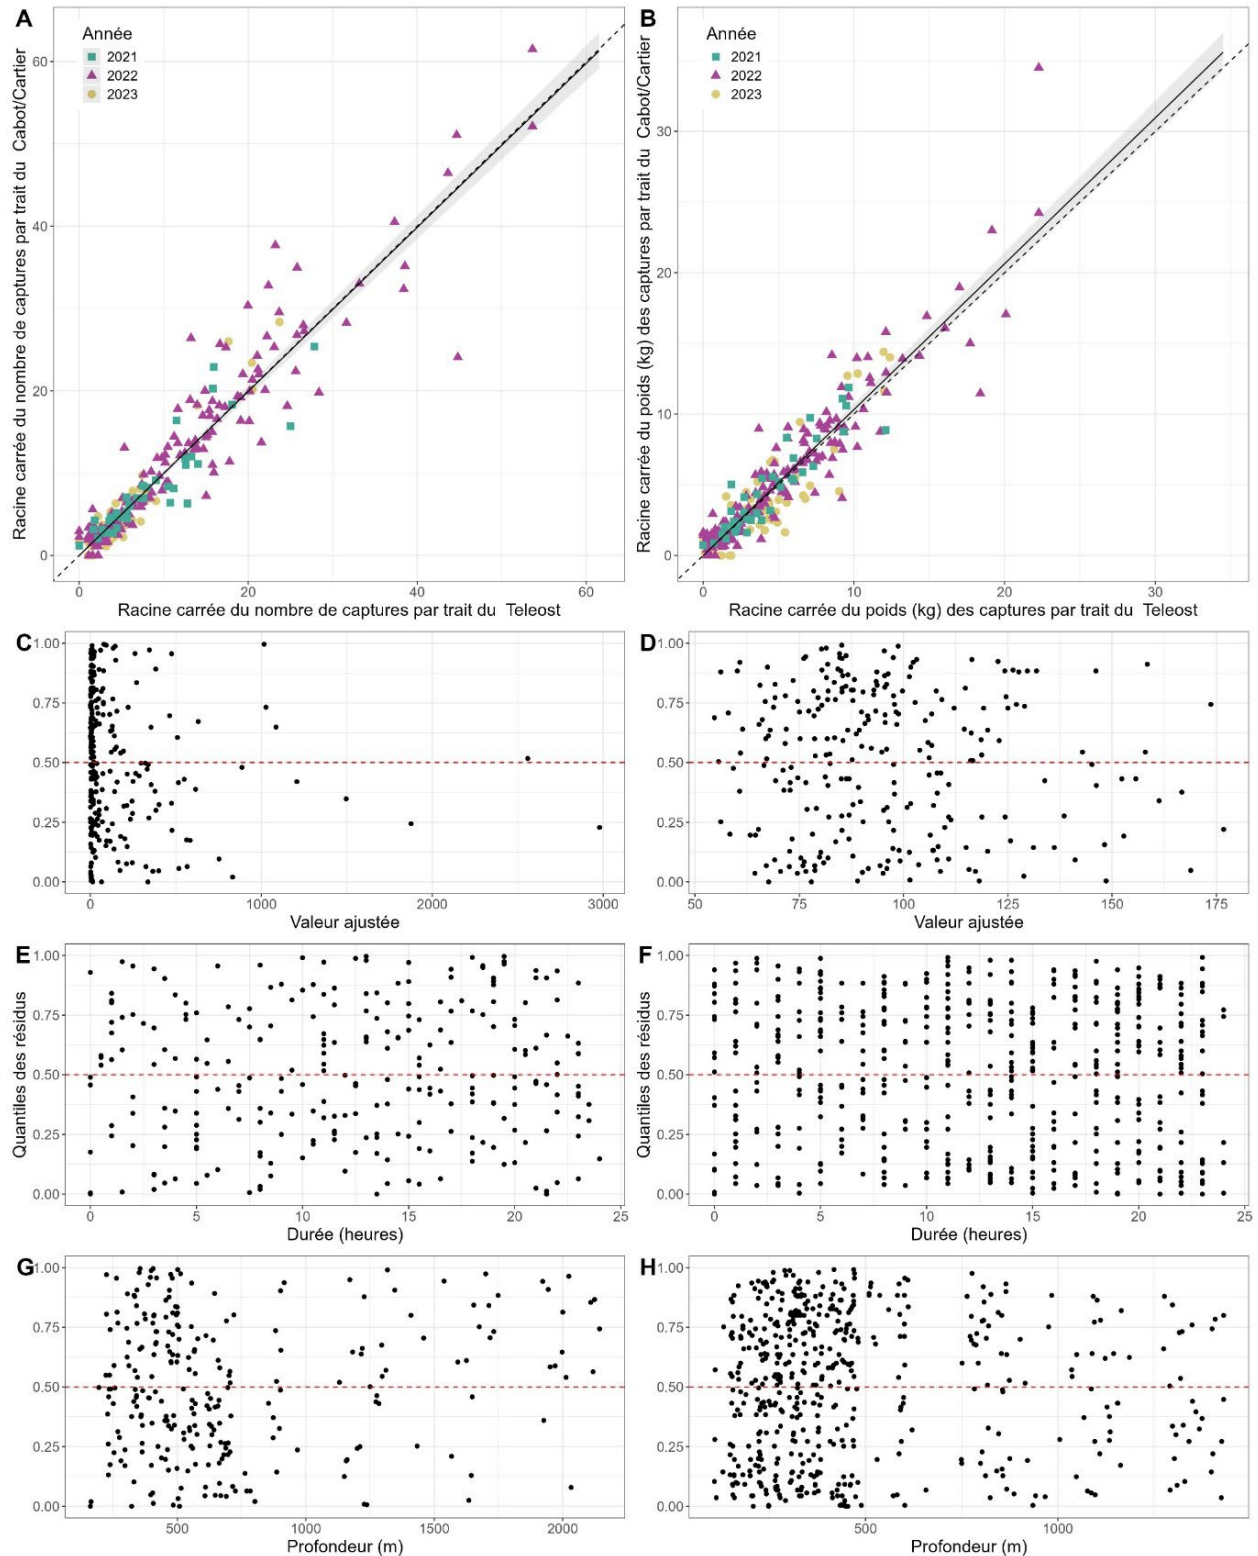 A
Racine carrée du nombre de captures par trait du Cabot/Cartier
Année
2021
2022
2023
60
40
20
0
0 20 40 60
Racine carrée du nombre de captures par trait du Teleost
B
Racine carrée du poids (kg) des captures par trait du Cabot/Cartier
Année
2021
2022
2023
30
20
10
0
0 10 20 30
Racine carrée du poids (kg) des captures par trait du Teleost
C
1.00
0.75
0.50
0.25
0.00
0 1000 2000 3000
Valeur ajustée
D
1.00
0.75
0.50
0.25
0.00
50 75 100 125 150 175
Valeur ajustée
E
Quantiles des résidus
1.00
0.75
0.50
0.25
0.00
0 5 10 15 20 25
Durée (heures)
F
Quantiles des résidus
1.00
0.75
0.50
0.25
0.00
0 5 10 15 20 25
Durée (heures)
G
1.00
0.75
0.50
0.25
0.00
500 1000 1500 2000
Profondeur (m)
H
1.00
0.75
0.50
0.25
0.00
500 1000
Profondeur (m)